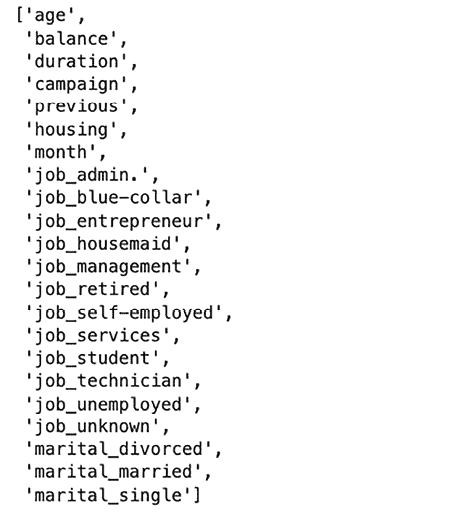 ['age',
'balance',
'duration',
'campaign',
'previous',
'housing',
'month',
'job_admin.',
'job_blue-collar',
'job_entrepreneur',
'job_housemaid',
'job_management',
'job_retired',
'job_self-employed',
'job_services',
'job_student',
'job_technician',
'job_unemployed',
'job_unknown',
'marital_divorced',
'marital_married',
'marital_single']